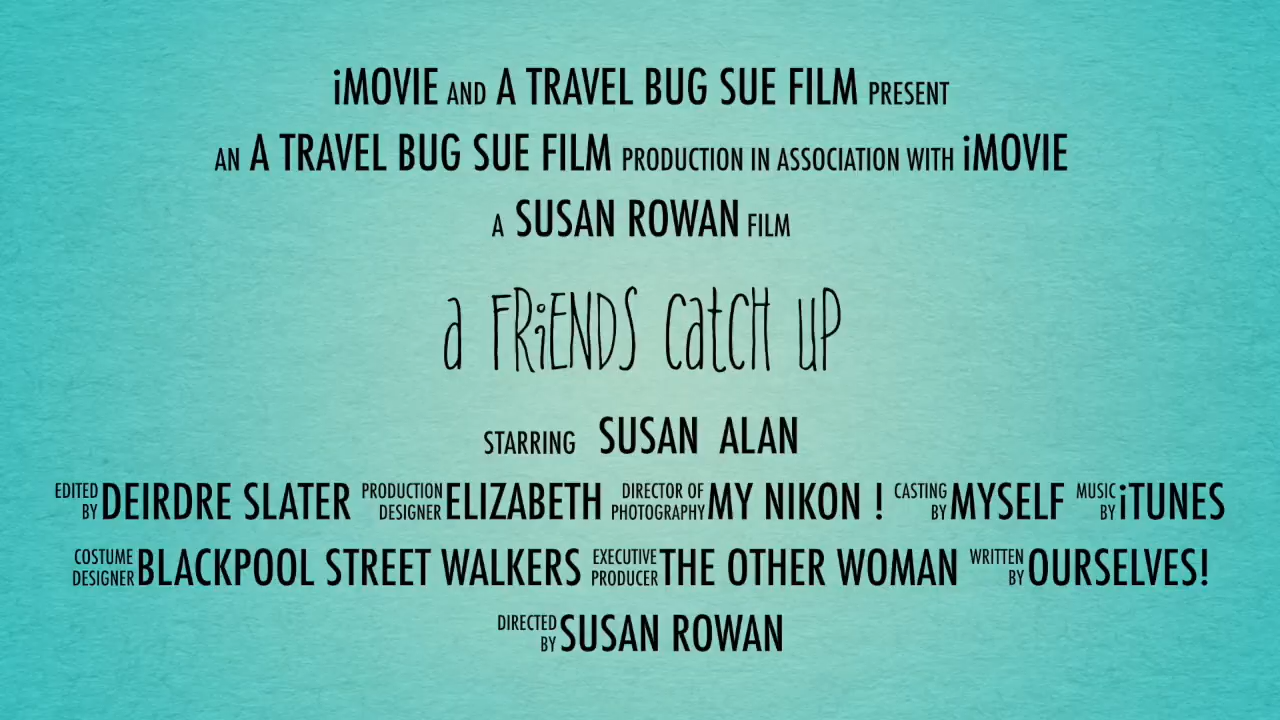 iMOVIE AND A TRAVEL BUG SUE FILM PRESENT
AN A TRAVEL BUG SUE FILM PRODUCTION IN ASSOCIATION WITH iMOVIE
A SUSAN ROWAN FILM
a FRiENDS catcH uP
STARRING SUSAN ALAN
EDITED BY DEIRDRE SLATER PRODUCTION DESIGNER ELIZABETH DIRECTOR OF PHOTOGRAPHY MY NIKON ! CASTING BY MYSELF MUSIC BY iTUNES
COSTUME DESIGNER BLACKPOOL STREET WALKERS EXECUTIVE PRODUCER THE OTHER WOMAN WRITTEN BY OURSELVES!
DIRECTED BY SUSAN ROWAN